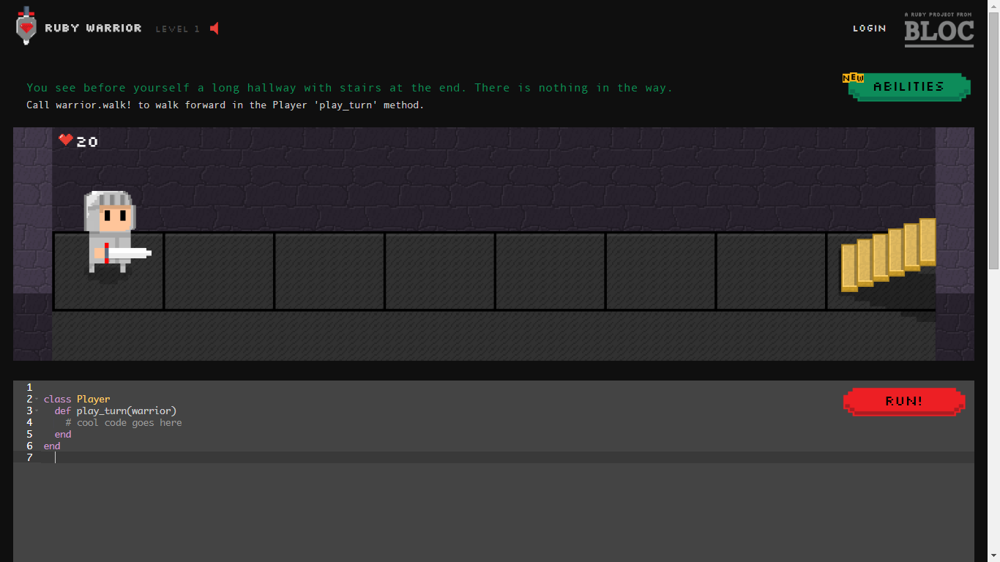 RUBY WARRIOR LEVEL 1
LOGIN
A RUBY PROJECT FROM
BLOC
You see before yourself a long hallway with stairs at the end. There is nothing in the way.
Call warrior.walk! to walk forward in the Player 'play_turn' method.
NEW
ABILITIES
20
RUN!
1
2 class Player
3 def play_turn(warrior)
4 # cool code goes here
5 end
6 end
7